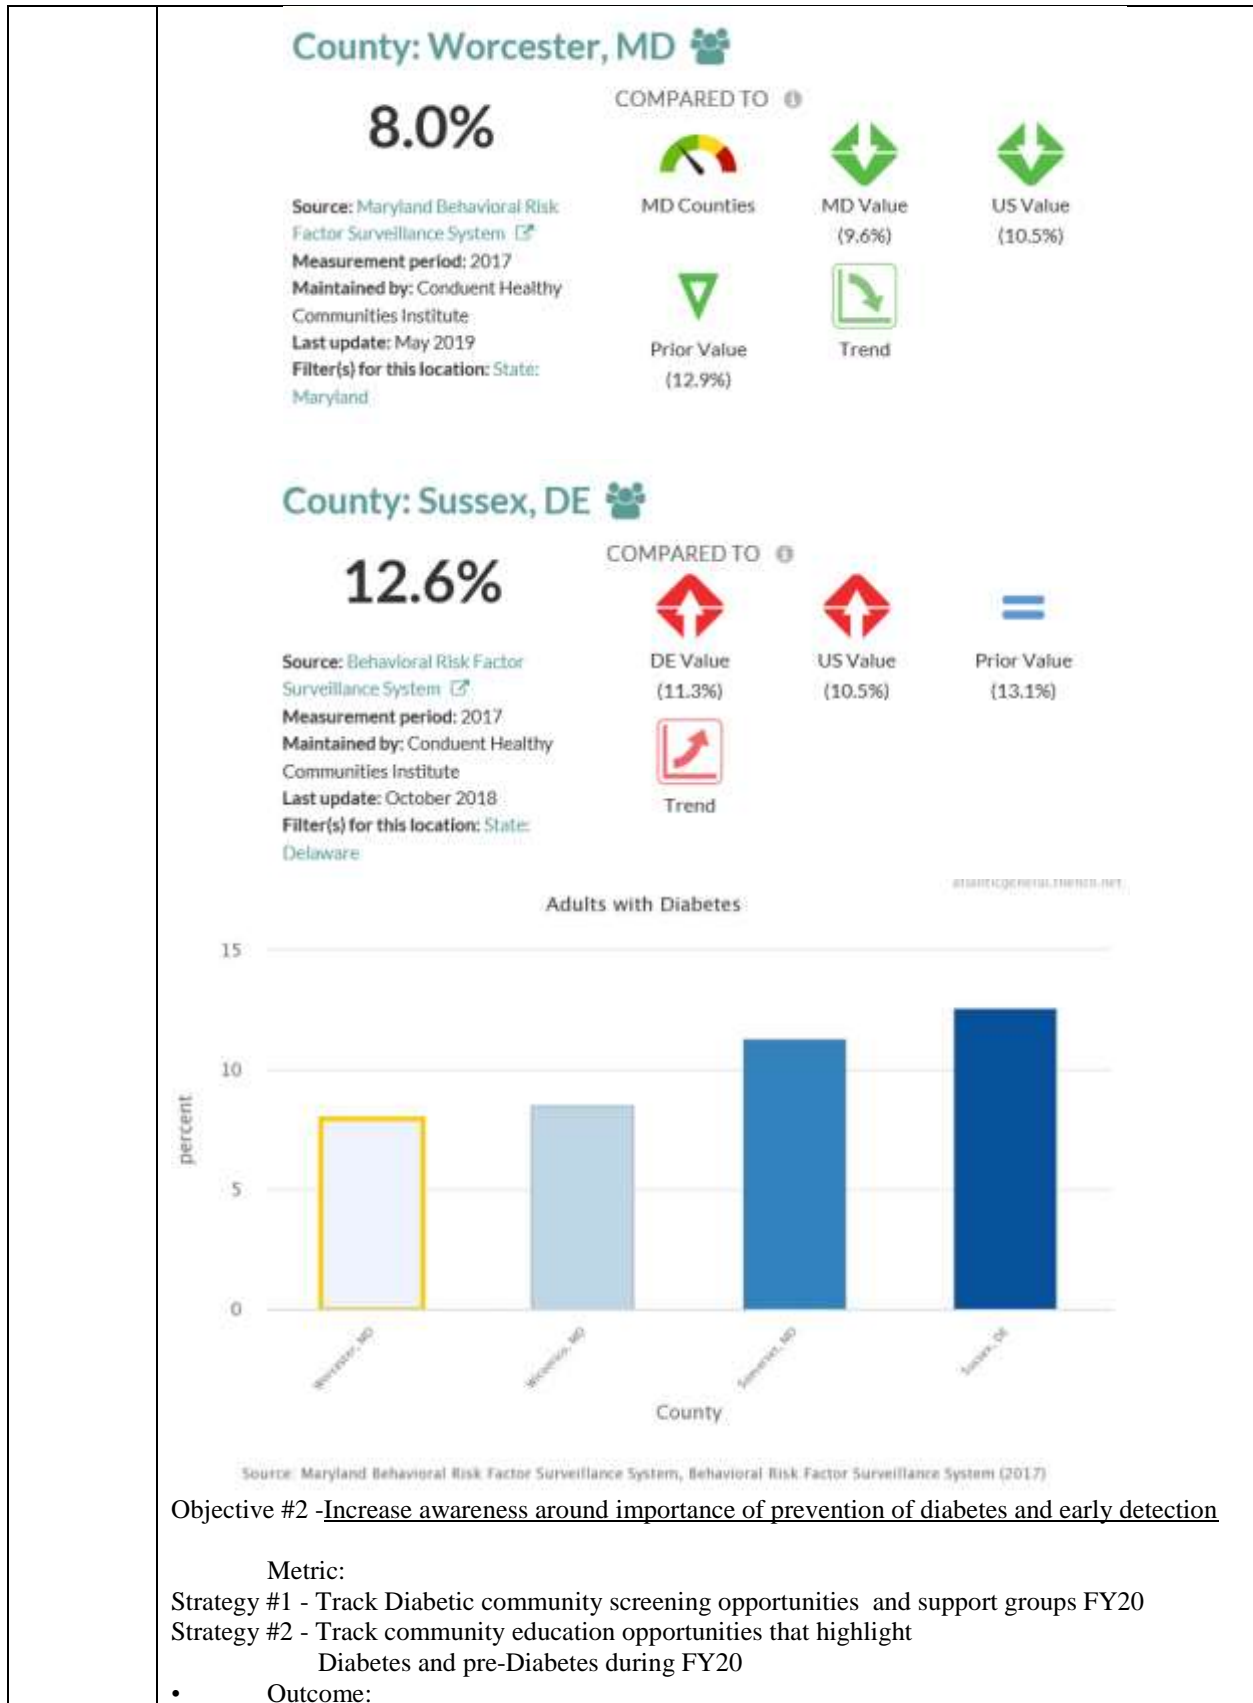 County: Worcester, MD
8.0%
COMPARED TO
MD Counties
MD Value
(9.6%)
US Value
(10.5%)
Source: Maryland Behavioral Risk
Factor Surveillance System
Measurement period: 2017
Maintained by: Conduent Healthy
Communities Institute
Last update: May 2019
Filter(s) for this location: State:
Maryland
Prior Value
(12.9%)
Trend
County: Sussex, DE
12.6%
COMPARED TO
DE Value
(11.3%)
US Value
(10.5%)
Prior Value
(13.1%)
Source: Behavioral Risk Factor
Surveillance System
Measurement period: 2017
Maintained by: Conduent Healthy
Communities Institute
Last update: October 2018
Filter(s) for this location: State:
Delaware
Trend
Adults with Diabetes
15
10
5
0
percent
Worcester, MD
Wicomico, MD
Somerset, MD
Sussex, DE
County
Source: Maryland Behavioral Risk Factor Surveillance System, Behavioral Risk Factor Surveillance System (2017)
Objective #2 -Increase awareness around importance of prevention of diabetes and early detection
Metric:
Strategy #1 - Track Diabetic community screening opportunities and support groups FY20
Strategy #2 - Track community education opportunities that highlight
Diabetes and pre-Diabetes during FY20
• Outcome: